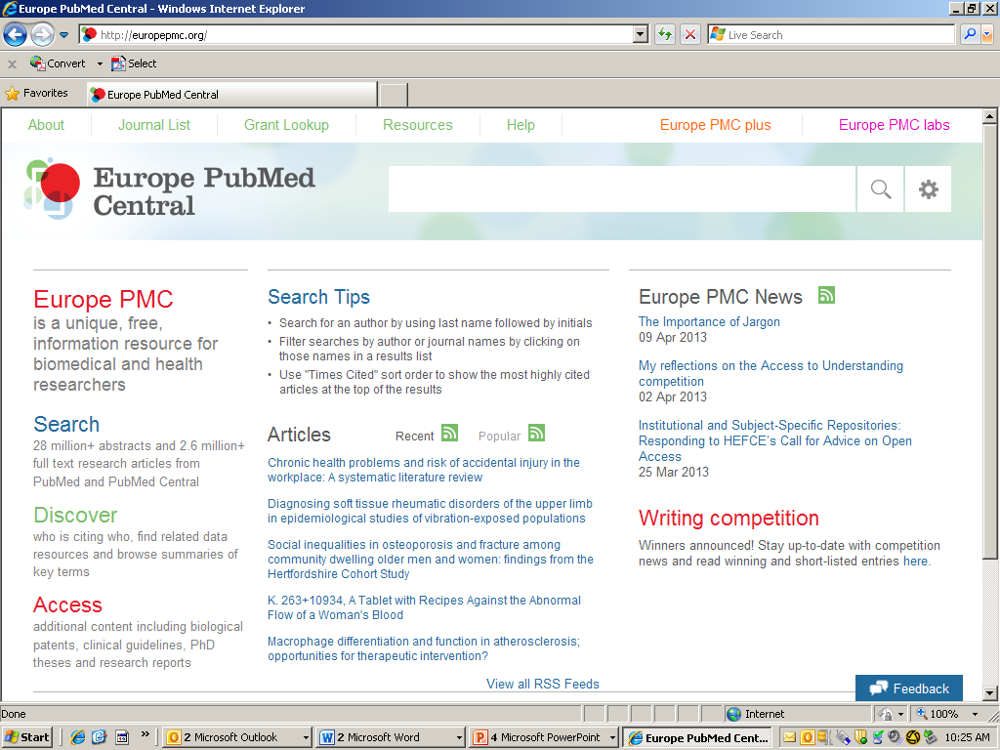 Europe PubMed Central - Windows Internet Explorer
http://europepmc.org/
Live Search
Convert Select
Favorites Europe PubMed Central
About Journal List Grant Lookup Resources Help Europe PMC plus Europe PMC labs
Europe PubMed
Central
Europe PMC
is a unique, free,
information resource for
biomedical and health
researchers
Search
28 million+ abstracts and 2.6 million+
full text research articles from
PubMed and PubMed Central
Discover
who is citing who, find related data
resources and browse summaries of
key terms
Access
additional content including biological
patents, clinical guidelines, PhD
theses and research reports
Search Tips
• Search for an author by using last name followed by initials
• Filter searches by author or journal names by clicking on
those names in a results list
• Use "Times Cited" sort order to show the most highly cited
articles at the top of the results
Articles Recent Popular
Chronic health problems and risk of accidental injury in the
workplace: A systematic literature review
Diagnosing soft tissue rheumatic disorders of the upper limb
in epidemiological studies of vibration-exposed populations
Social inequalities in osteoporosis and fracture among
community dwelling older men and women: findings from the
Hertfordshire Cohort Study
K. 263+10934, A Tablet with Recipes Against the Abnormal
Flow of a Woman's Blood
Macrophage differentiation and function in atherosclerosis;
opportunities for therapeutic intervention?
View all RSS Feeds
Europe PMC News
The Importance of Jargon
09 Apr 2013
My reflections on the Access to Understanding
competition
02 Apr 2013
Institutional and Subject-Specific Repositories:
Responding to HEFCE's Call for Advice on Open
Access
25 Mar 2013
Writing competition
Winners announced! Stay up-to-date with competition
news and read winning and short-listed entries here.
Feedback
Done Internet 100%
Start 2 Microsoft Outlook 2 Microsoft Word 4 Microsoft PowerPoint Europe PubMed Cent... 10:25 AM